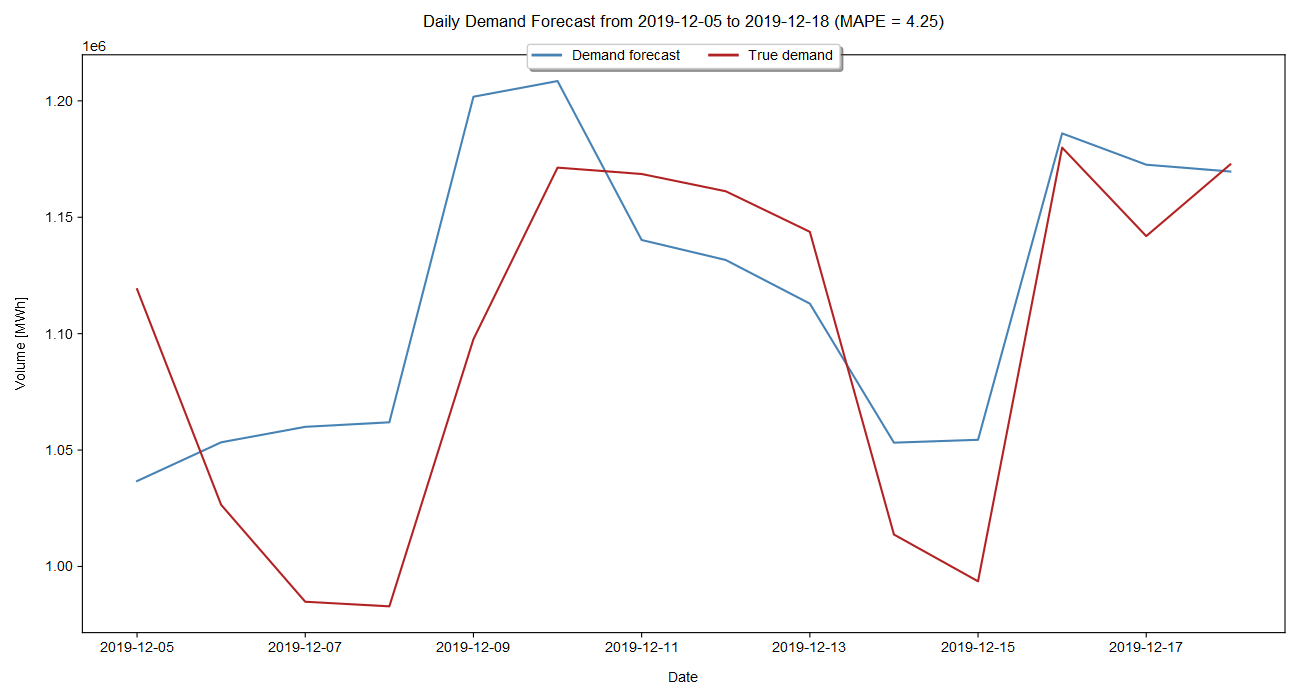 Daily Demand Forecast from 2019-12-05 to 2019-12-18 (MAPE = 4.25)
1e6
Demand forecast True demand
1.20
1.15
1.10
1.05
1.00
Volume [MWh]
2019-12-05 2019-12-07 2019-12-09 2019-12-11 2019-12-13 2019-12-15 2019-12-17
Date